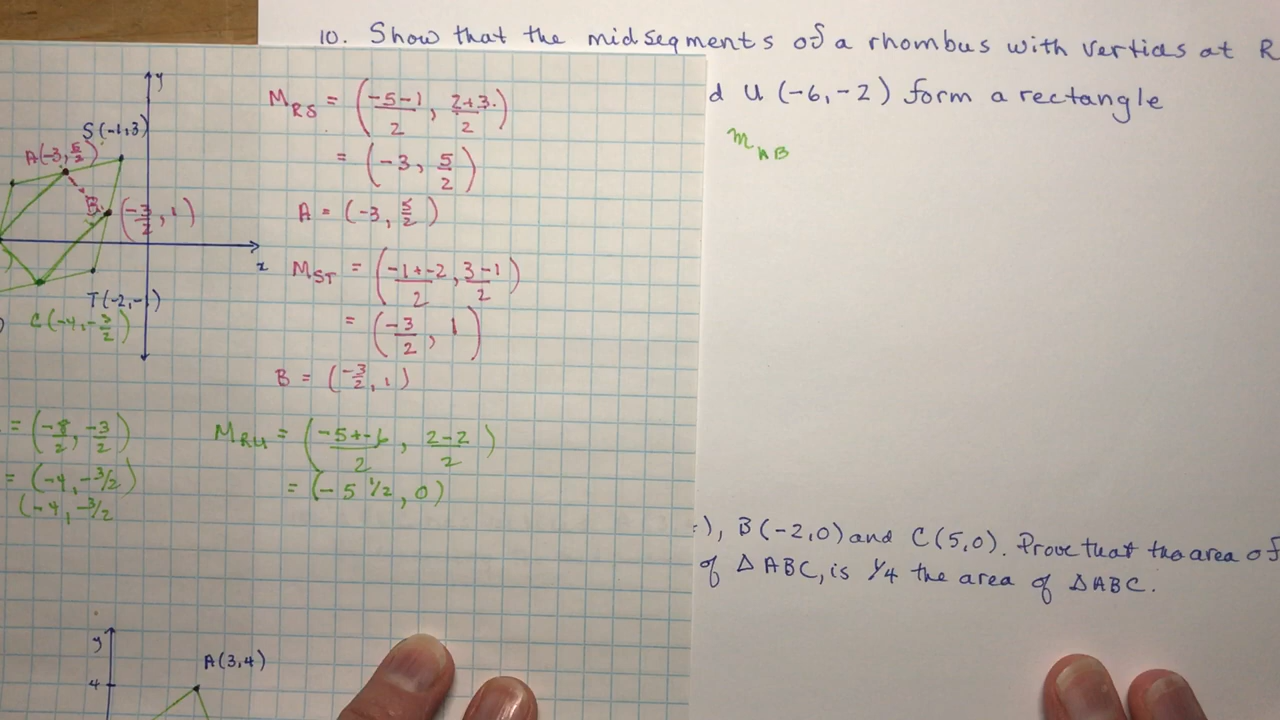 10. Show that the midsegments of a rhombus with vertices at R
d U (-6,-2) form a rectangle
m AB
y
S(-1,3)
A(-3, 5/2)
B (-3/2, 1)
x
T(-2,-1)
C(-4,-3/2)
M RS = (-5-1/2, 2+3/2)
= (-3, 5/2)
A = (-3, 5/2)
M ST = (-1+-2/2, 3-1/2)
= (-3/2, 1)
B = (-3/2, 1)
= (-8/2, -3/2)
= (-4, -3/2)
(-4, -3/2
M RU = (-5+-6/2, 2-2/2)
= (-5 1/2, 0)
), B(-2,0) and C(5,0). Prove that the area of
of △ABC, is 1/4 the area of △ABC.
y
A(3,4)
4